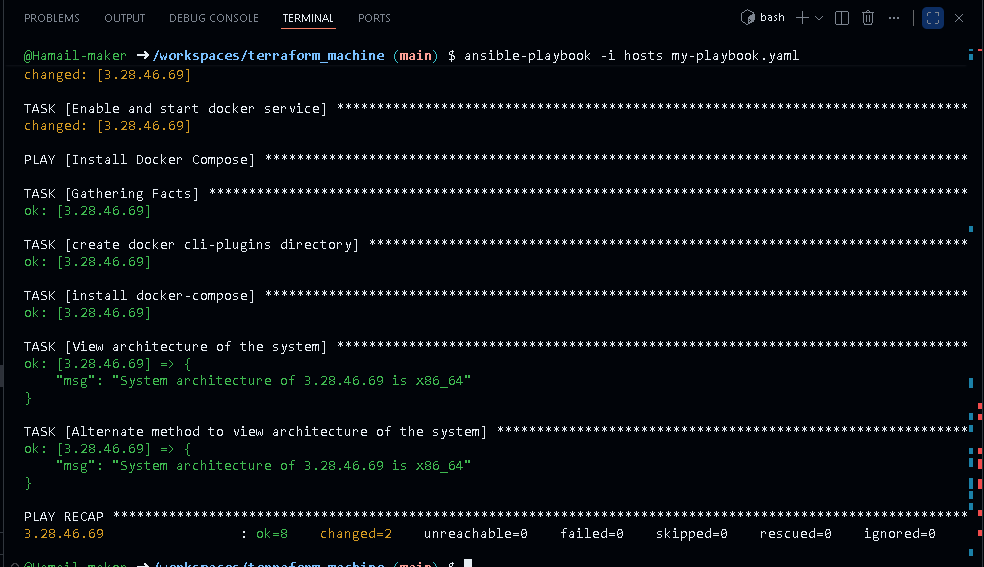 PROBLEMS OUTPUT DEBUG CONSOLE TERMINAL PORTS bash
@Hamail-maker ➜ /workspaces/terraform_machine (main) $ ansible-playbook -i hosts my-playbook.yaml
changed: [3.28.46.69]
TASK [Enable and start docker service] *******************************************************************************
changed: [3.28.46.69]
PLAY [Install Docker Compose] ****************************************************************************************
TASK [Gathering Facts] ***********************************************************************************************
ok: [3.28.46.69]
TASK [create docker cli-plugins directory] ***************************************************************************
ok: [3.28.46.69]
TASK [install docker-compose] ****************************************************************************************
ok: [3.28.46.69]
TASK [View architecture of the system] *******************************************************************************
ok: [3.28.46.69] => {
    "msg": "System architecture of 3.28.46.69 is x86_64"
}
TASK [Alternate method to view architecture of the system] ***********************************************************
ok: [3.28.46.69] => {
    "msg": "System architecture of 3.28.46.69 is x86_64"
}
PLAY RECAP ***********************************************************************************************************
3.28.46.69                 : ok=8    changed=2    unreachable=0    failed=0    skipped=0    rescued=0    ignored=0
@Hamail-maker ➜ /workspaces/terraform_machine (main) $